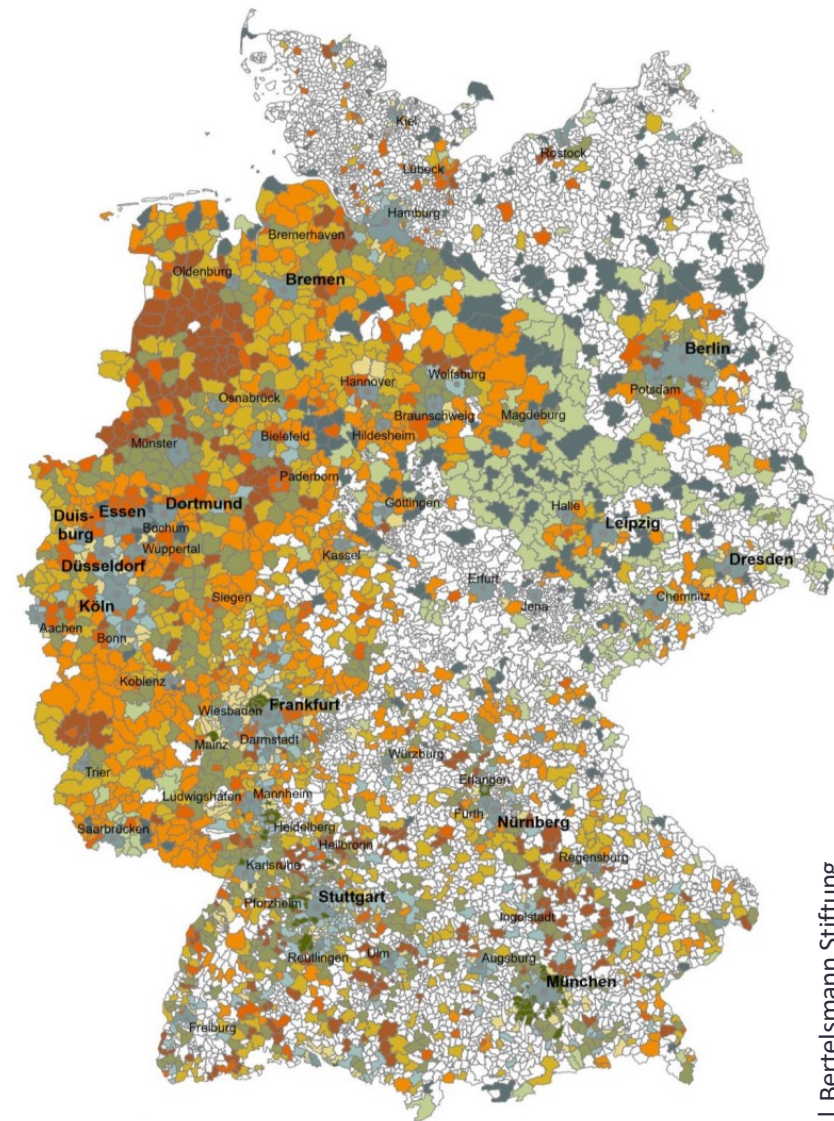 Kiel
Rostock
Lübeck
Hamburg
Bremerhaven
Oldenburg
Bremen
Berlin
Hannover
Wolfsburg
Potsdam
Osnabrück
Braunschweig
Magdeburg
Münster
Bielefeld
Hildesheim
Paderborn
Göttingen
Halle
Leipzig
Duis-
burg
Essen
Dortmund
Bochum
Wuppertal
Kassel
Düsseldorf
Dresden
Erfurt
Jena
Chemnitz
Köln
Siegen
Aachen
Bonn
Koblenz
Wiesbaden
Frankfurt
Mainz
Darmstadt
Würzburg
Trier
Erlangen
Ludwigshafen
Mannheim
Fürth
Nürnberg
Saarbrücken
Heidelberg
Heilbronn
Regensburg
Karlsruhe
Stuttgart
Pforzheim
Ingolstadt
Reutlingen
Ulm
Augsburg
München
Freiburg
| Bertelsmann Stiftung